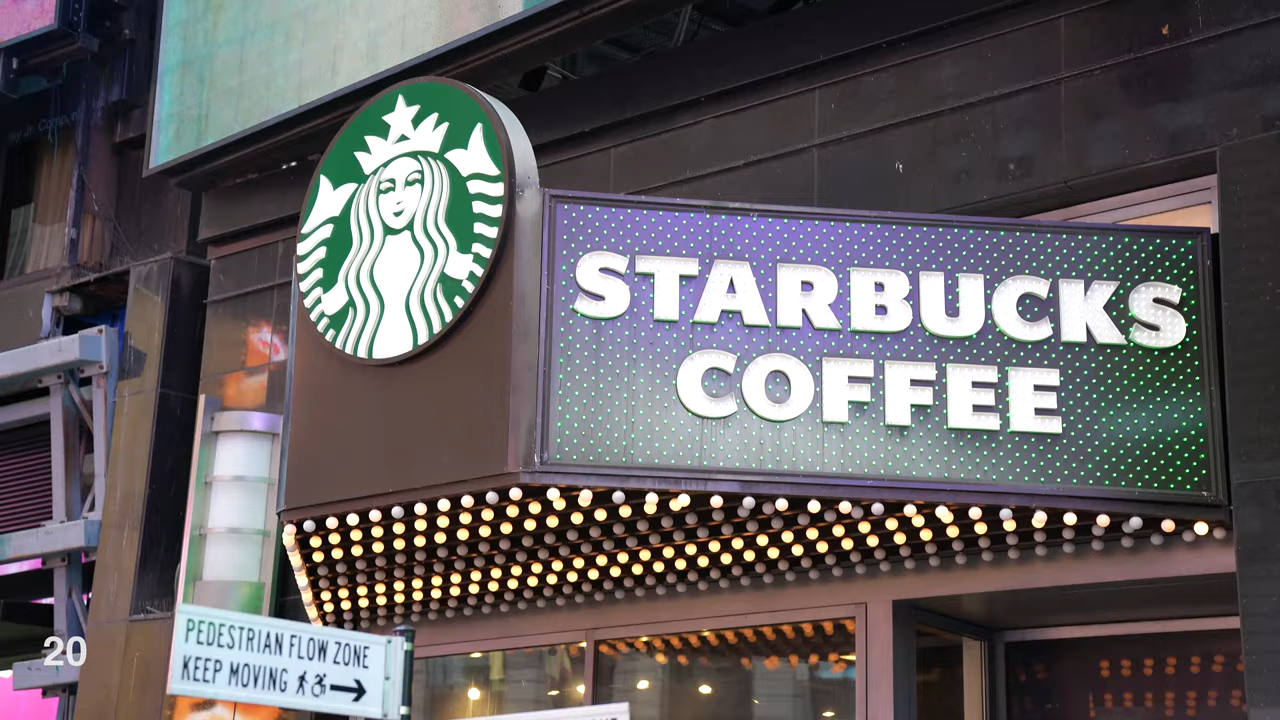 STARBUCKS
COFFEE
PEDESTRIAN FLOW ZONE
KEEP MOVING
20